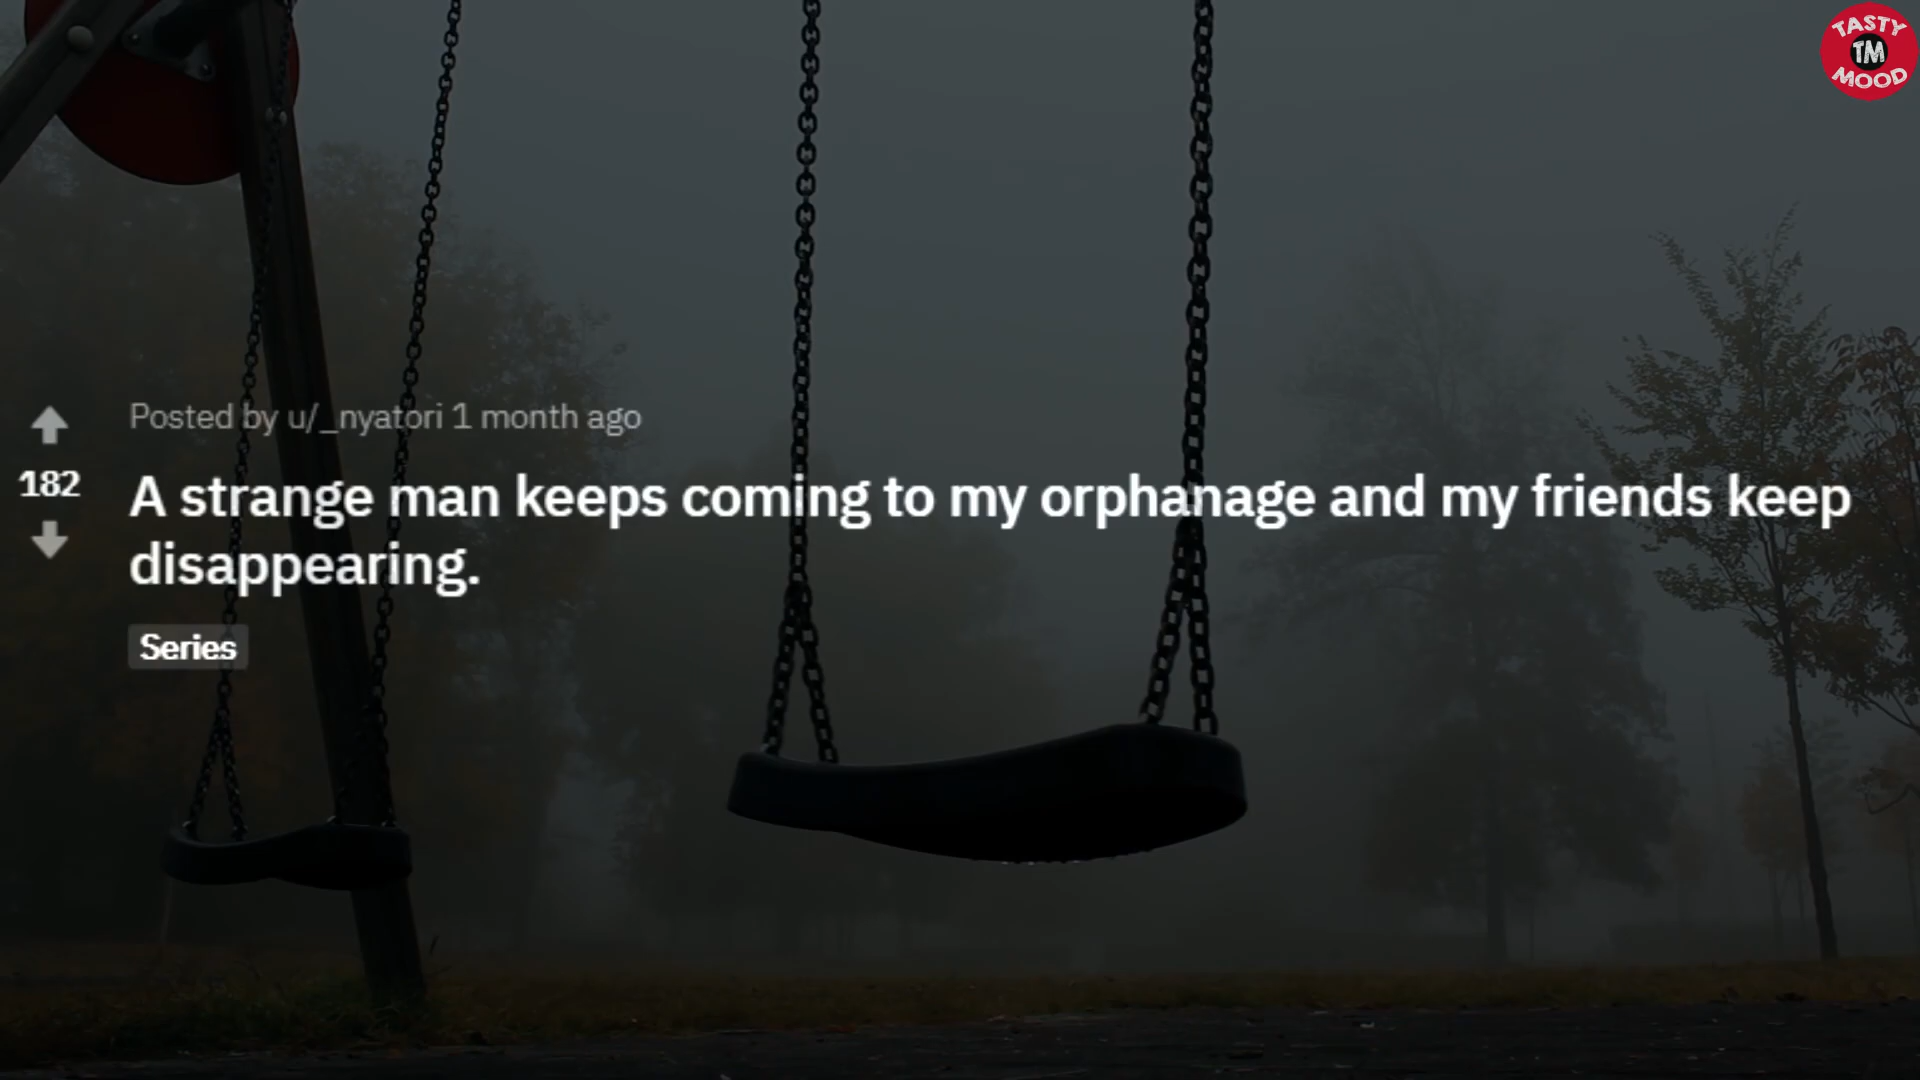 TASTY
TM
MOOD
Posted by u/_nyatori 1 month ago
182
A strange man keeps coming to my orphanage and my friends keep
disappearing.
Series